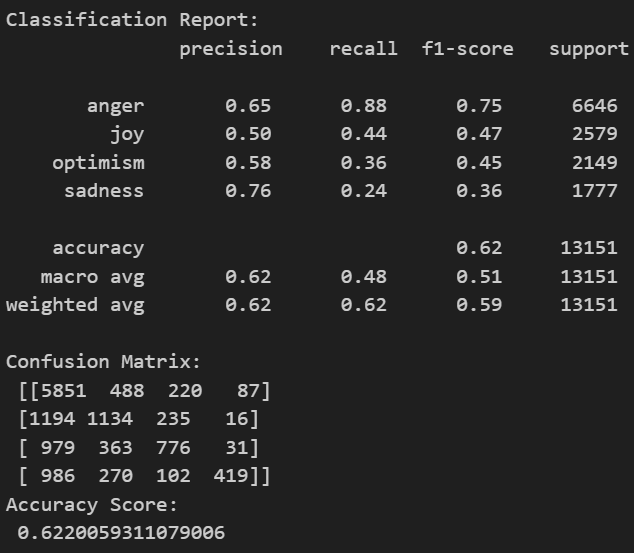 Classification Report:
              precision    recall  f1-score   support

       anger       0.65      0.88      0.75      6646
         joy       0.50      0.44      0.47      2579
    optimism       0.58      0.36      0.45      2149
     sadness       0.76      0.24      0.36      1777

    accuracy                           0.62     13151
   macro avg       0.62      0.48      0.51     13151
weighted avg       0.62      0.62      0.59     13151

Confusion Matrix:
 [[5851  488  220   87]
 [1194 1134  235   16]
 [ 979  363  776   31]
 [ 986  270  102  419]]
Accuracy Score:
 0.6220059311079006